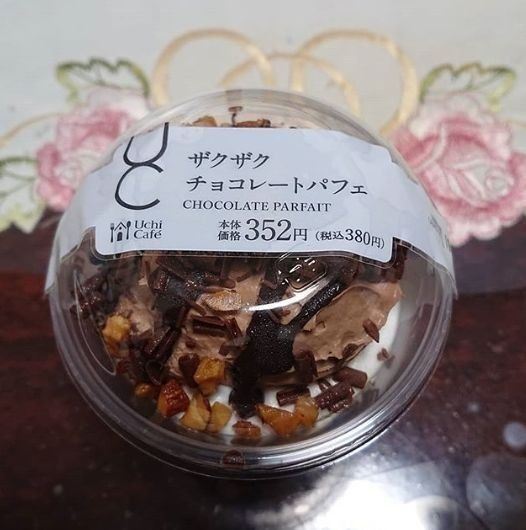 UC
ザクザク
チョコレートパフェ
CHOCOLATE PARFAIT
Uchi
Café
本体
価格 352円 (税込380円)